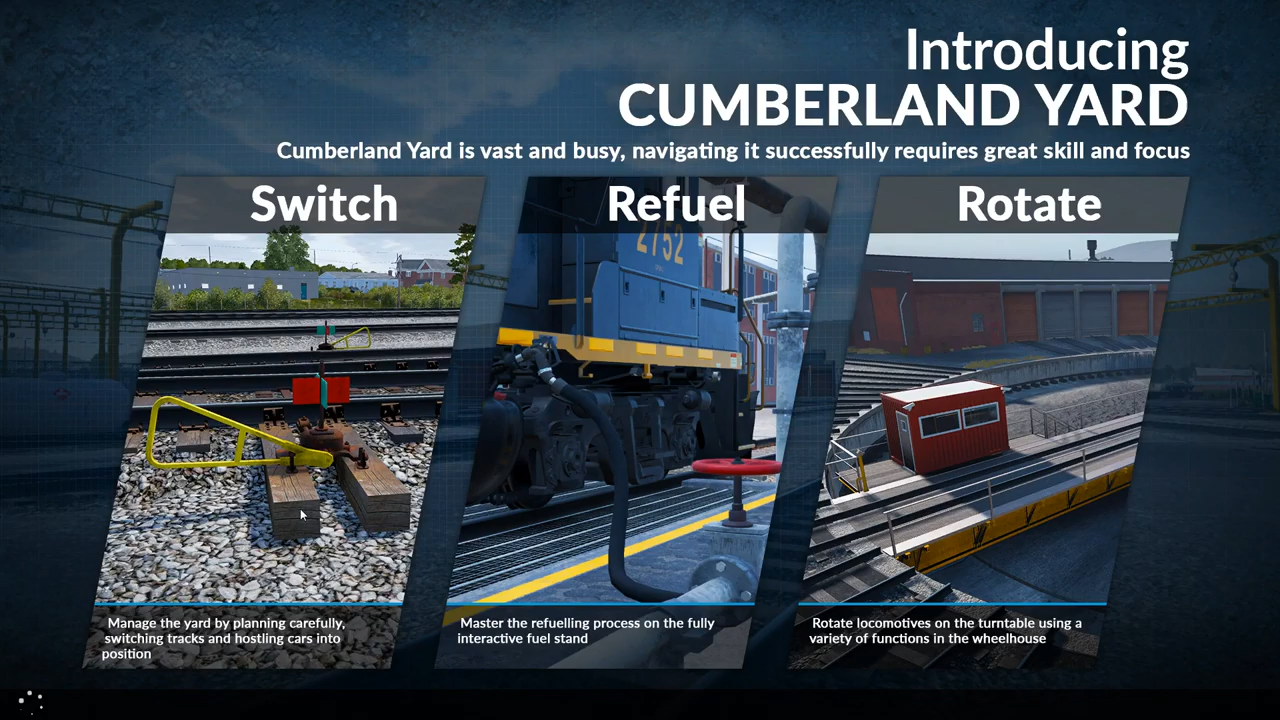 Introducing
CUMBERLAND YARD
Cumberland Yard is vast and busy, navigating it successfully requires great skill and focus
Switch
Manage the yard by planning carefully,
switching tracks and hostling cars into
position
Refuel
2752
Master the refuelling process on the fully
interactive fuel stand
Rotate
Rotate locomotives on the turntable using a
variety of functions in the wheelhouse